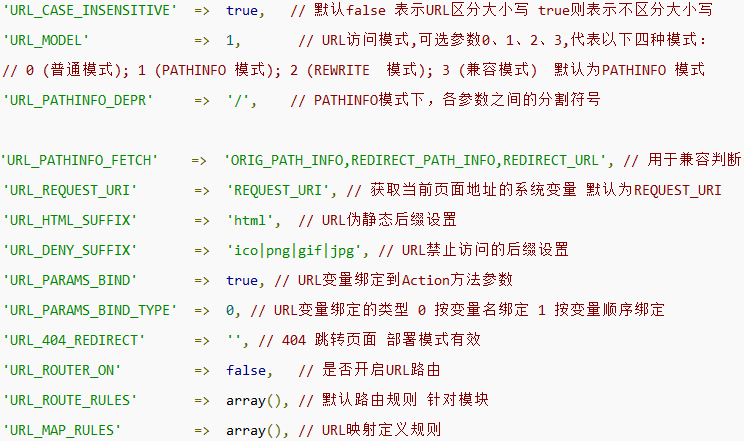 'URL_CASE_INSENSITIVE'  =>  true,   // 默认false 表示URL区分大小写 true则表示不区分大小写
'URL_MODEL'             =>  1,       // URL访问模式,可选参数0、1、2、3,代表以下四种模式：
// 0 (普通模式); 1 (PATHINFO 模式); 2 (REWRITE  模式); 3 (兼容模式)  默认为PATHINFO 模式
'URL_PATHINFO_DEPR'     =>  '/',    // PATHINFO模式下，各参数之间的分割符号
'URL_PATHINFO_FETCH'    =>  'ORIG_PATH_INFO,REDIRECT_PATH_INFO,REDIRECT_URL', // 用于兼容判断
'URL_REQUEST_URI'       =>  'REQUEST_URI', // 获取当前页面地址的系统变量 默认为REQUEST_URI
'URL_HTML_SUFFIX'       =>  'html',  // URL伪静态后缀设置
'URL_DENY_SUFFIX'       =>  'ico|png|gif|jpg', // URL禁止访问的后缀设置
'URL_PARAMS_BIND'       =>  true, // URL变量绑定到Action方法参数
'URL_PARAMS_BIND_TYPE'  =>  0, // URL变量绑定的类型 0 按变量名绑定 1 按变量顺序绑定
'URL_404_REDIRECT'      =>  '', // 404 跳转页面 部署模式有效
'URL_ROUTER_ON'         =>  false,   // 是否开启URL路由
'URL_ROUTE_RULES'       =>  array(), // 默认路由规则 针对模块
'URL_MAP_RULES'         =>  array(), // URL映射定义规则